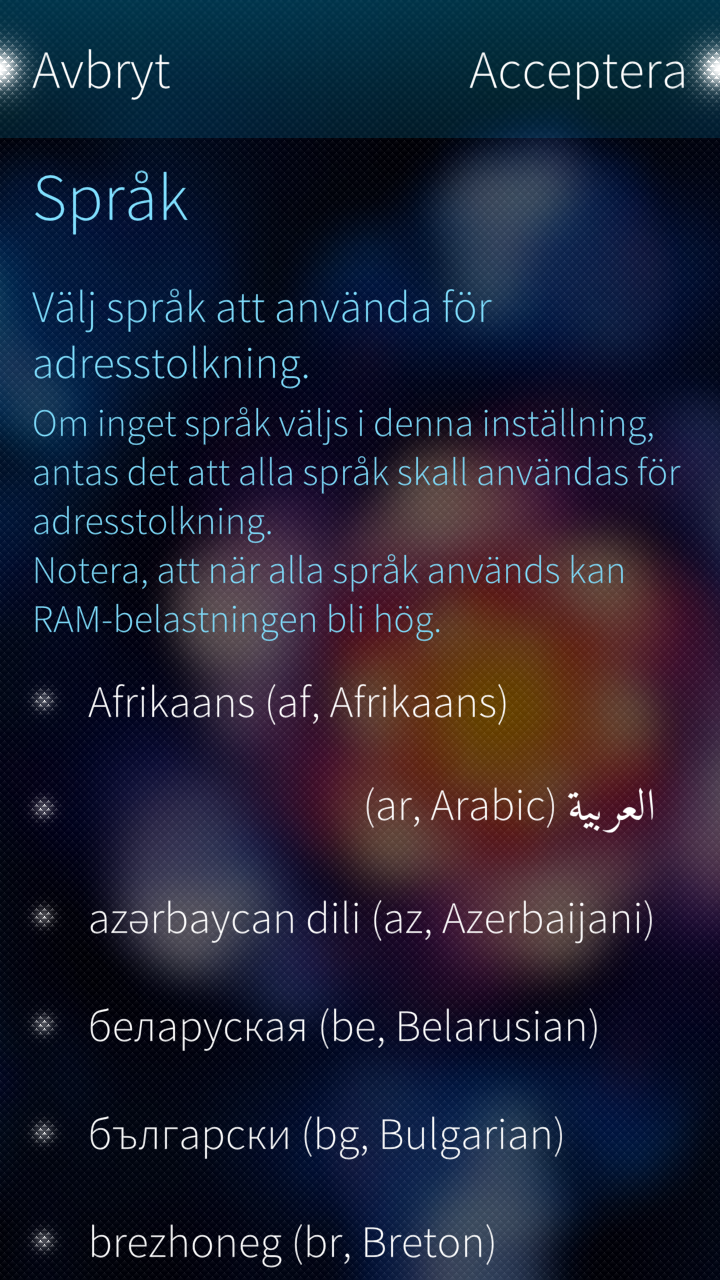 Avbryt
Acceptera
Språk
Välj språk att använda för
adresstolkning.
Om inget språk väljs i denna inställning,
antas det att alla språk skall användas för
adresstolkning.
Notera, att när alla språk används kan
RAM-belastningen bli hög.
Afrikaans (af, Afrikaans)
العربية (ar, Arabic)
azərbaycan dili (az, Azerbaijani)
беларуская (be, Belarusian)
български (bg, Bulgarian)
brezhoneg (br, Breton)